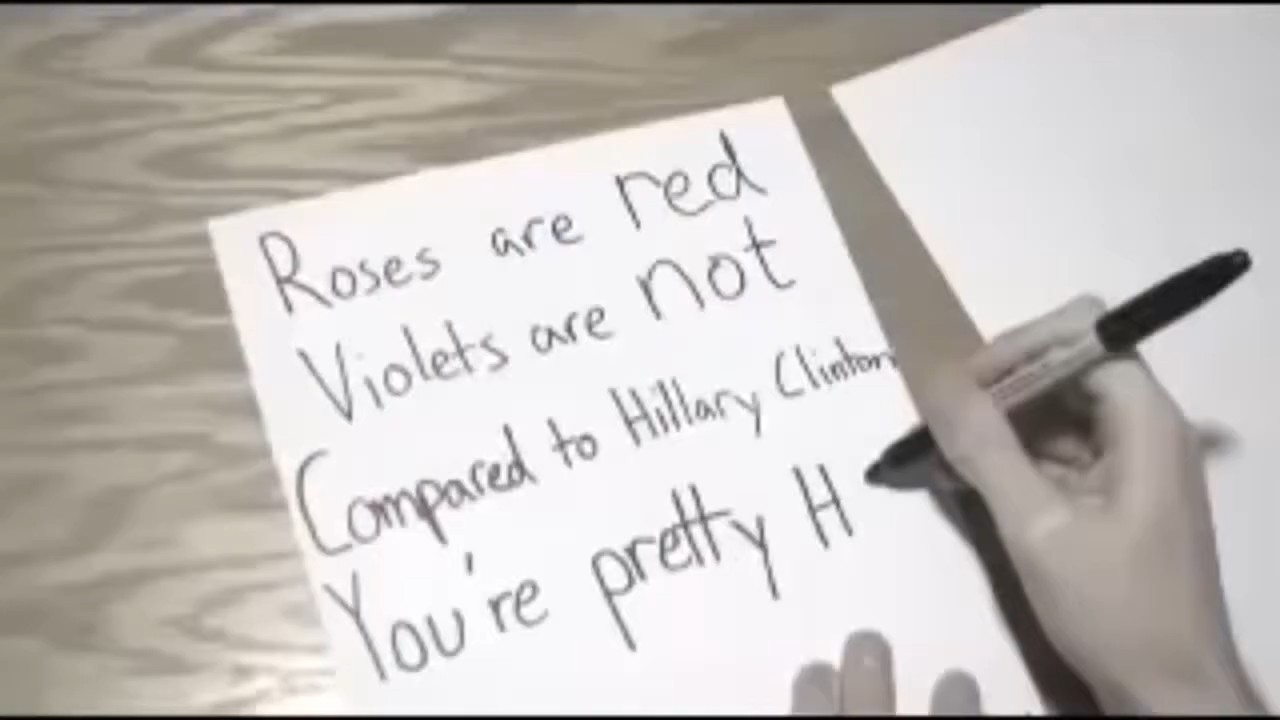 Roses are red
Violets are not
Compared to Hillary Clinton
You're pretty H